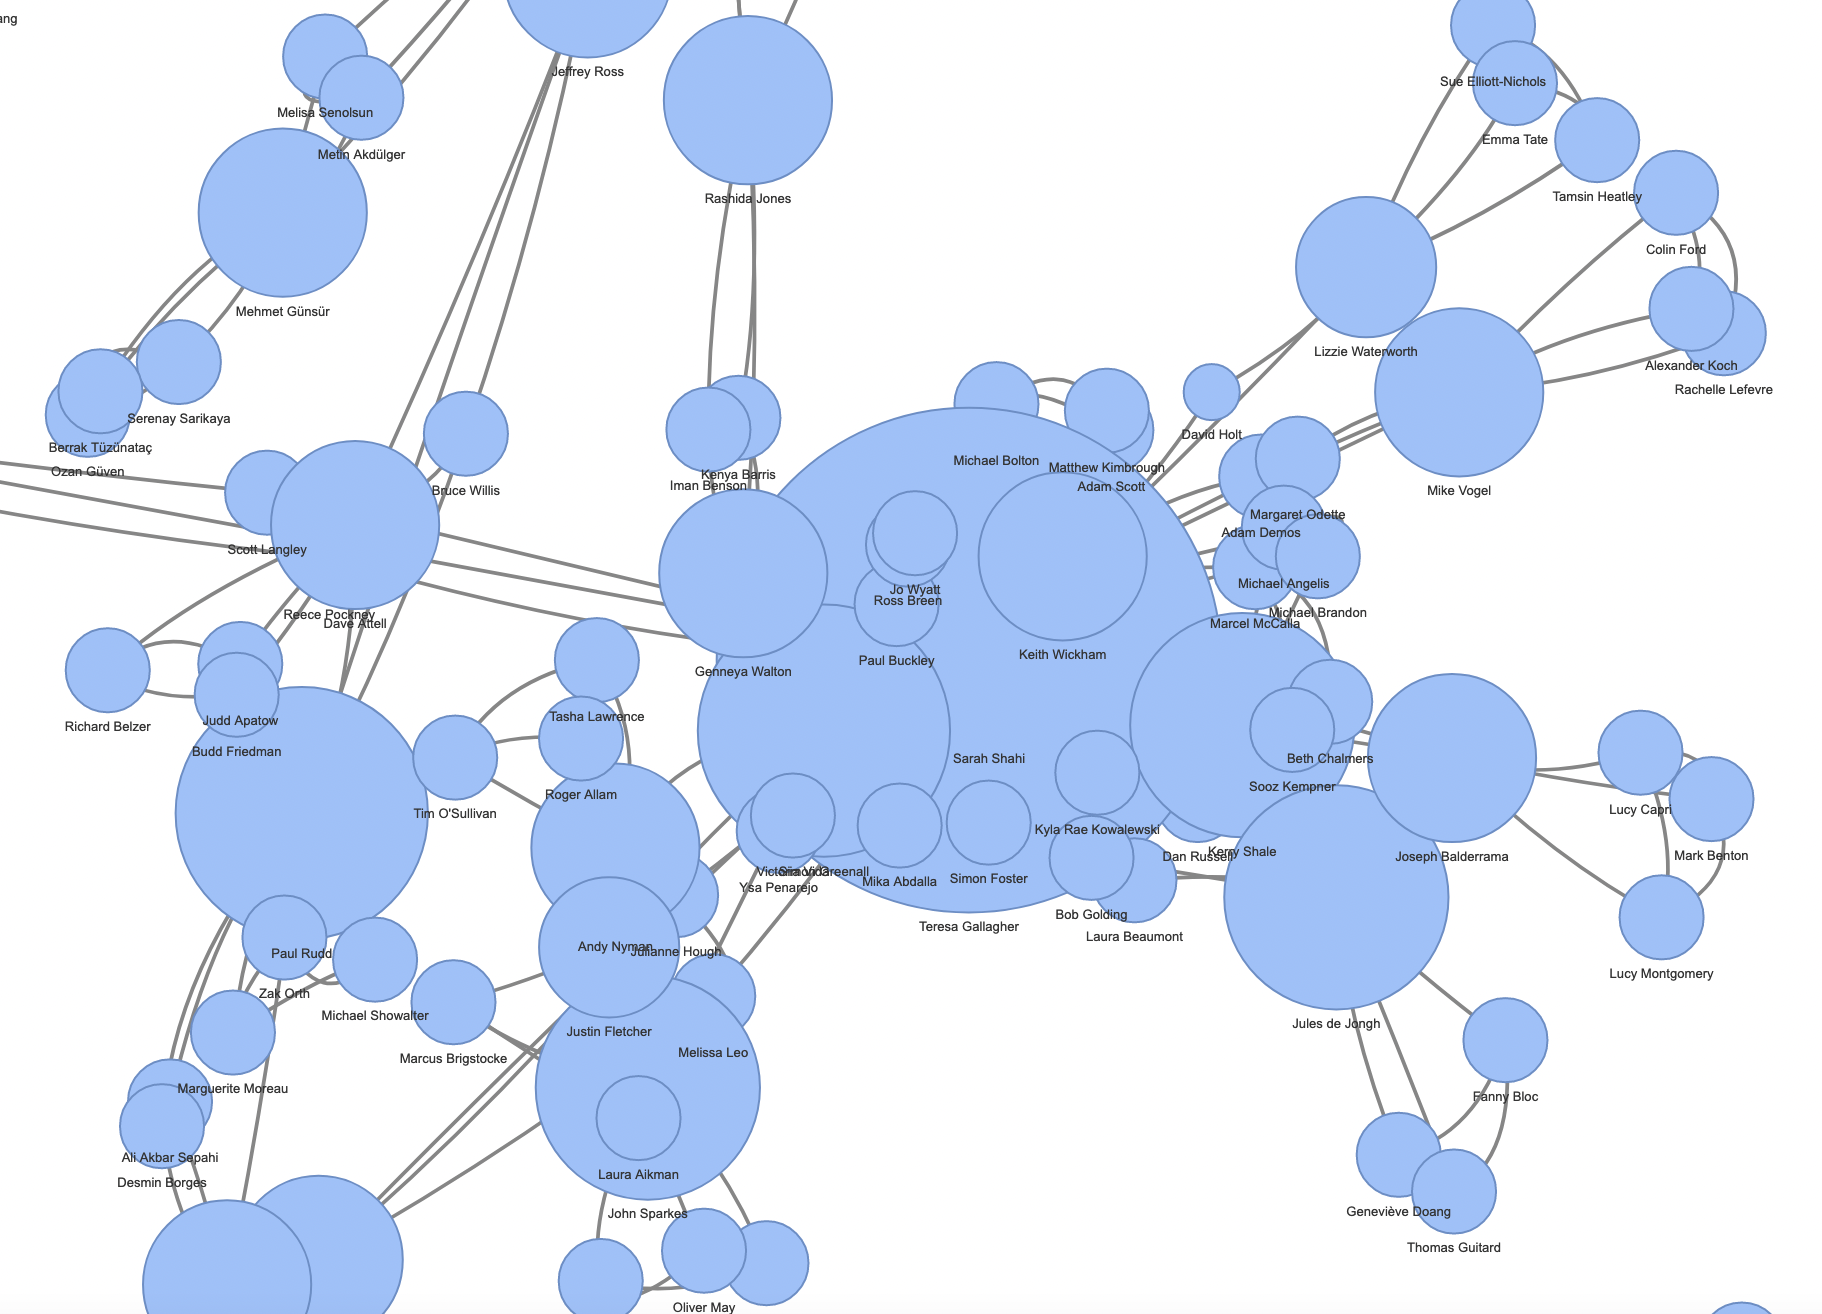 ang
Jeffrey Ross
Sue Elliott-Nichols
Melisa Senolsun
Emma Tate
Metin Akdülger
Tamsin Heatley
Rashida Jones
Colin Ford
Mehmet Günsür
Lizzie Waterworth
Alexander Koch
Rachelle Lefevre
Serenay Sarikaya
David Holt
Berrak Tüzünataç
Michael Bolton
Matthew Kimbrough
Ozan Güven
Kenya Barris
Iman Benson
Adam Scott
Bruce Willis
Mike Vogel
Margaret Odette
Adam Demos
Scott Langley
Michael Angelis
Jo Wyatt
Ross Breen
Michael Brandon
Reece Pockney
Dave Attell
Marcel McCalla
Keith Wickham
Paul Buckley
Genneya Walton
Tasha Lawrence
Judd Apatow
Richard Belzer
Budd Friedman
Sarah Shahi
Beth Chalmers
Sooz Kempner
Roger Allam
Tim O'Sullivan
Lucy Capri
Kyla Rae Kowalewski
Kerry Shale
Dan Russell
Joseph Balderrama
Mark Benton
Simon Greenall
Ysa Penarejo
Mika Abdalla
Simon Foster
Bob Golding
Teresa Gallagher
Laura Beaumont
Andy Nyman
Julianne Hough
Paul Rudd
Lucy Montgomery
Zak Orth
Michael Showalter
Jules de Jongh
Justin Fletcher
Melissa Leo
Marcus Brigstocke
Marguerite Moreau
Fanny Bloc
Ali Akbar Sepahi
Laura Aikman
Desmin Borges
John Sparkes
Geneviève Doang
Thomas Guitard
Oliver May